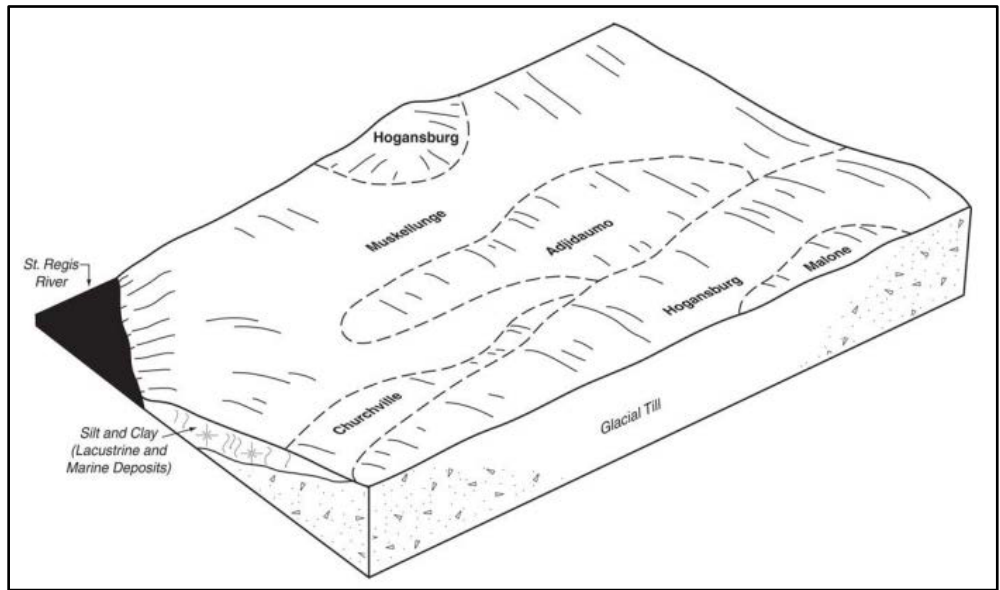 Hogansburg
Muskellunge
Adjidaumo
Malone
Hogansburg
St. Regis
River
Churchville
Glacial Till
Silt and Clay
(Lacustrine and
Marine Deposits)